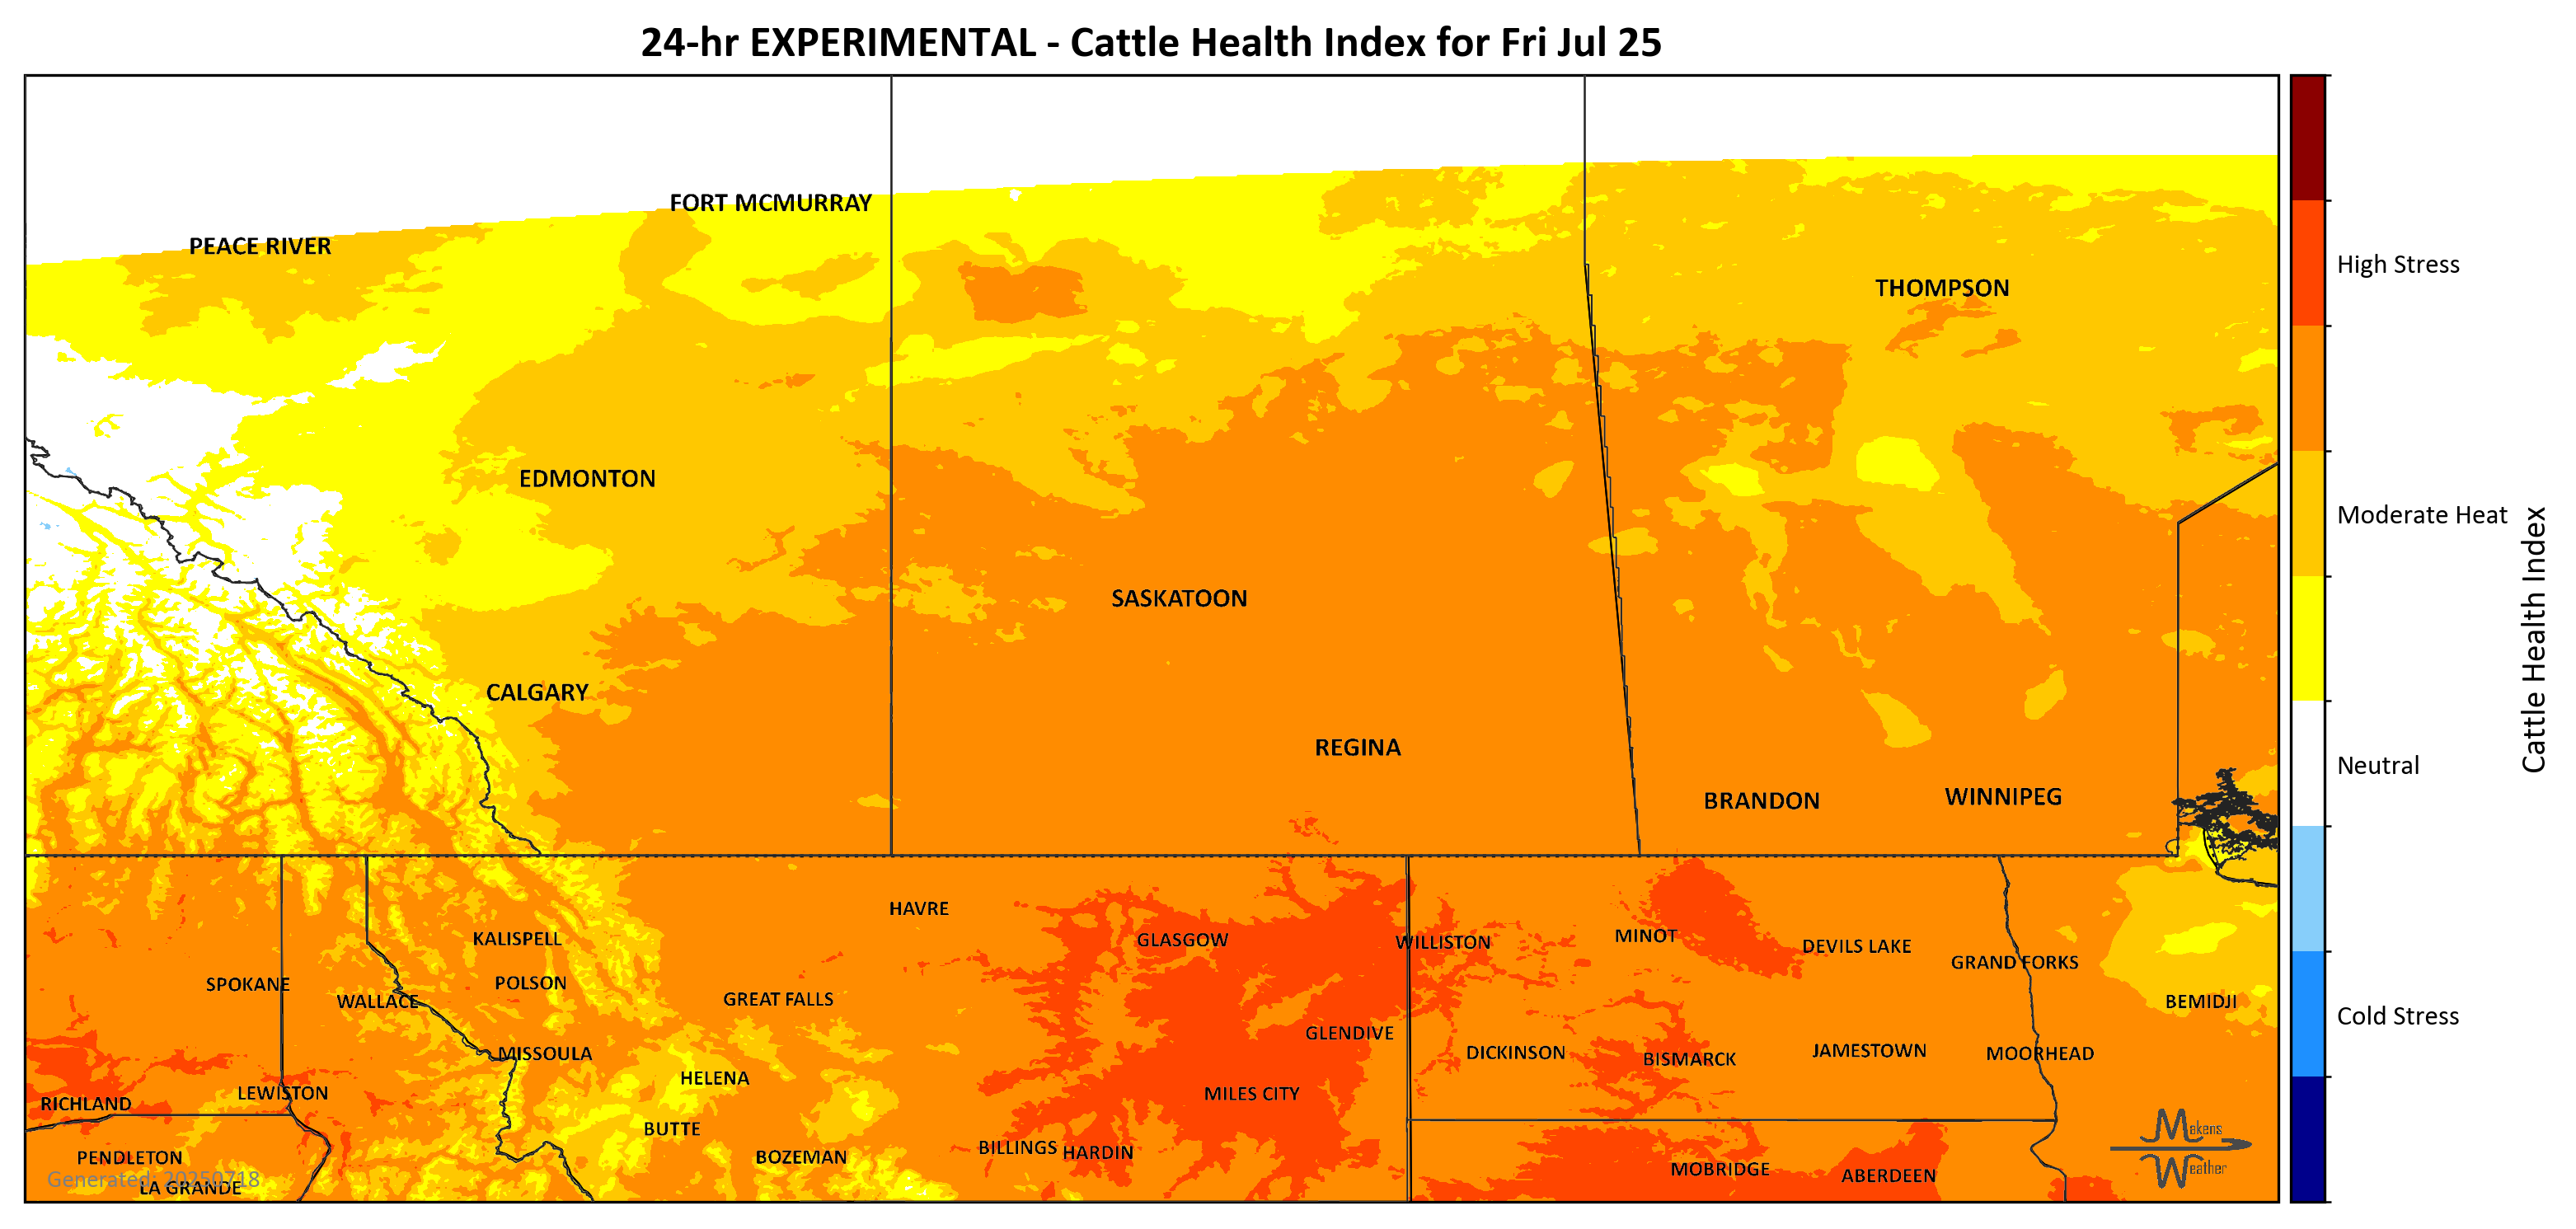 24-hr EXPERIMENTAL - Cattle Health Index for Fri Jul 25
FORT MCMURRAY
PEACE RIVER
High Stress
THOMPSON
EDMONTON
Moderate Heat
SASKATOON
Cattle Health Index
CALGARY
REGINA
Neutral
BRANDON
WINNIPEG
HAVRE
KALISPELL
GLASGOW
WILLISTON
MINOT
DEVILS LAKE
GRAND FORKS
SPOKANE
POLSON
WALLACE
GREAT FALLS
BEMIDJI
Cold Stress
GLENDIVE
MISSOULA
DICKINSON
BISMARCK
JAMESTOWN
MOORHEAD
HELENA
LEWISTON
MILES CITY
RICHLAND
BUTTE
Makens
BILLINGS
HARDIN
PENDLETON
BOZEMAN
MOBRIDGE
ABERDEEN
Weather
Generated: 20250718
LA GRANDE